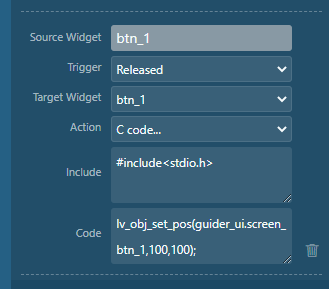 Source Widget btn_1
Trigger Released
Target Widget btn_1
Action C code...
Include #include<stdio.h>
Code lv_obj_set_pos(guider_ui.screen_
btn_1,100,100);